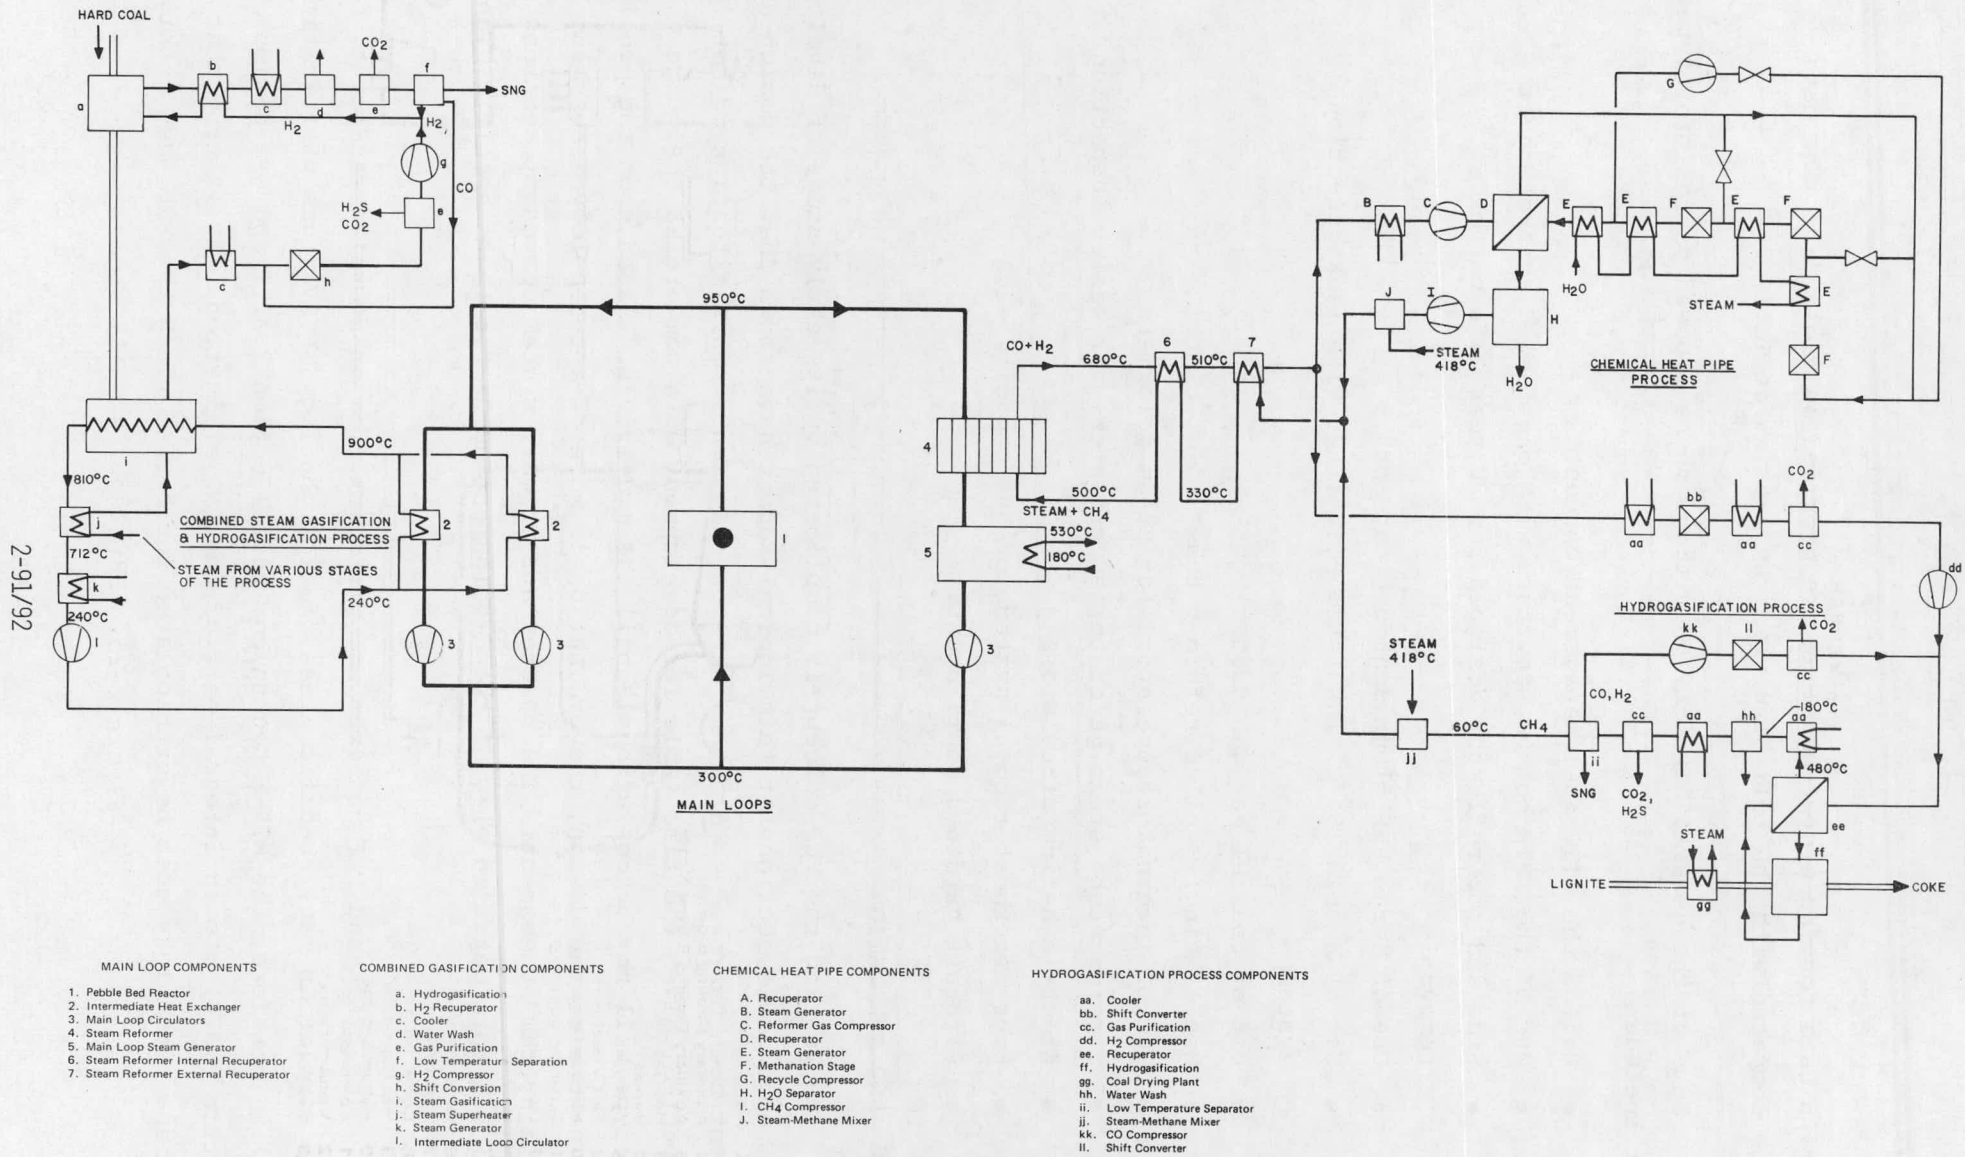 HARD COAL
a
b
c
d
CO2
e
f
SNG
H2
H2,
g
CO
H2S
CO2
e
c
h
i
900°C
810°C
j
712°C
k
240°C
l
COMBINED STEAM GASIFICATION
& HYDROGASIFICATION PROCESS
STEAM FROM VARIOUS STAGES
OF THE PROCESS
240°C
2
2
3
3
950°C
1
300°C
MAIN LOOPS
4
5
3
CO+H2
680°C
6
510°C
7
500°C
STEAM + CH4
330°C
530°C
180°C
G
B
C
D
E
E
F
E
F
H2O
STEAM
E
F
J
I
H
STEAM
418°C
H2O
CHEMICAL HEAT PIPE
PROCESS
aa
bb
aa
CO2
cc
dd
HYDROGASIFICATION PROCESS
kk
ll
CO2
cc
STEAM
418°C
jj
60°C
CH4
CO, H2
ii
SNG
cc
CO2,
H2S
aa
hh
180°C
aa
480°C
ee
ff
STEAM
LIGNITE
gg
COKE
2-91/92
MAIN LOOP COMPONENTS
1. Pebble Bed Reactor
2. Intermediate Heat Exchanger
3. Main Loop Circulators
4. Steam Reformer
5. Main Loop Steam Generator
6. Steam Reformer Internal Recuperator
7. Steam Reformer External Recuperator
COMBINED GASIFICATION COMPONENTS
a. Hydrogasification
b. H2 Recuperator
c. Cooler
d. Water Wash
e. Gas Purification
f. Low Temperatur Separation
g. H2 Compressor
h. Shift Conversion
i. Steam Gasification
j. Steam Superheater
k. Steam Generator
l. Intermediate Loop Circulator
CHEMICAL HEAT PIPE COMPONENTS
A. Recuperator
B. Steam Generator
C. Reformer Gas Compressor
D. Recuperator
E. Steam Generator
F. Methanation Stage
G. Recycle Compressor
H. H2O Separator
I. CH4 Compressor
J. Steam-Methane Mixer
HYDROGASIFICATION PROCESS COMPONENTS
aa. Cooler
bb. Shift Converter
cc. Gas Purification
dd. H2 Compressor
ee. Recuperator
ff. Hydrogasification
gg. Coal Drying Plant
hh. Water Wash
ii. Low Temperature Separator
jj. Steam-Methane Mixer
kk. CO Compressor
ll. Shift Converter